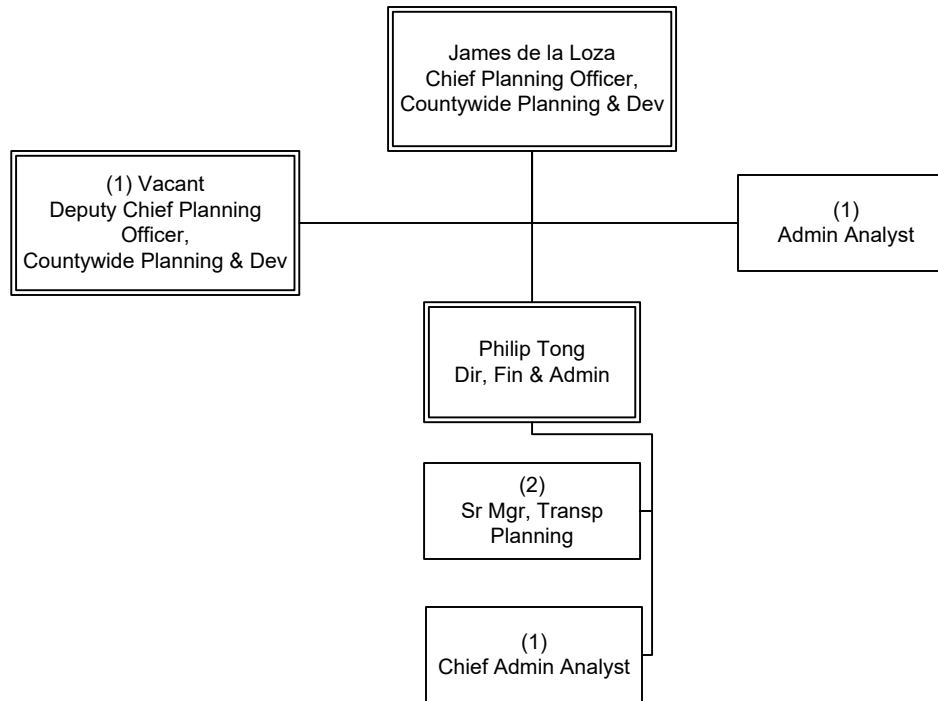 James de la Loza
Chief Planning Officer,
Countywide Planning & Dev
(1) Vacant
Deputy Chief Planning
Officer,
Countywide Planning & Dev
(1)
Admin Analyst
Philip Tong
Dir, Fin & Admin
(2)
Sr Mgr, Transp
Planning
(1)
Chief Admin Analyst